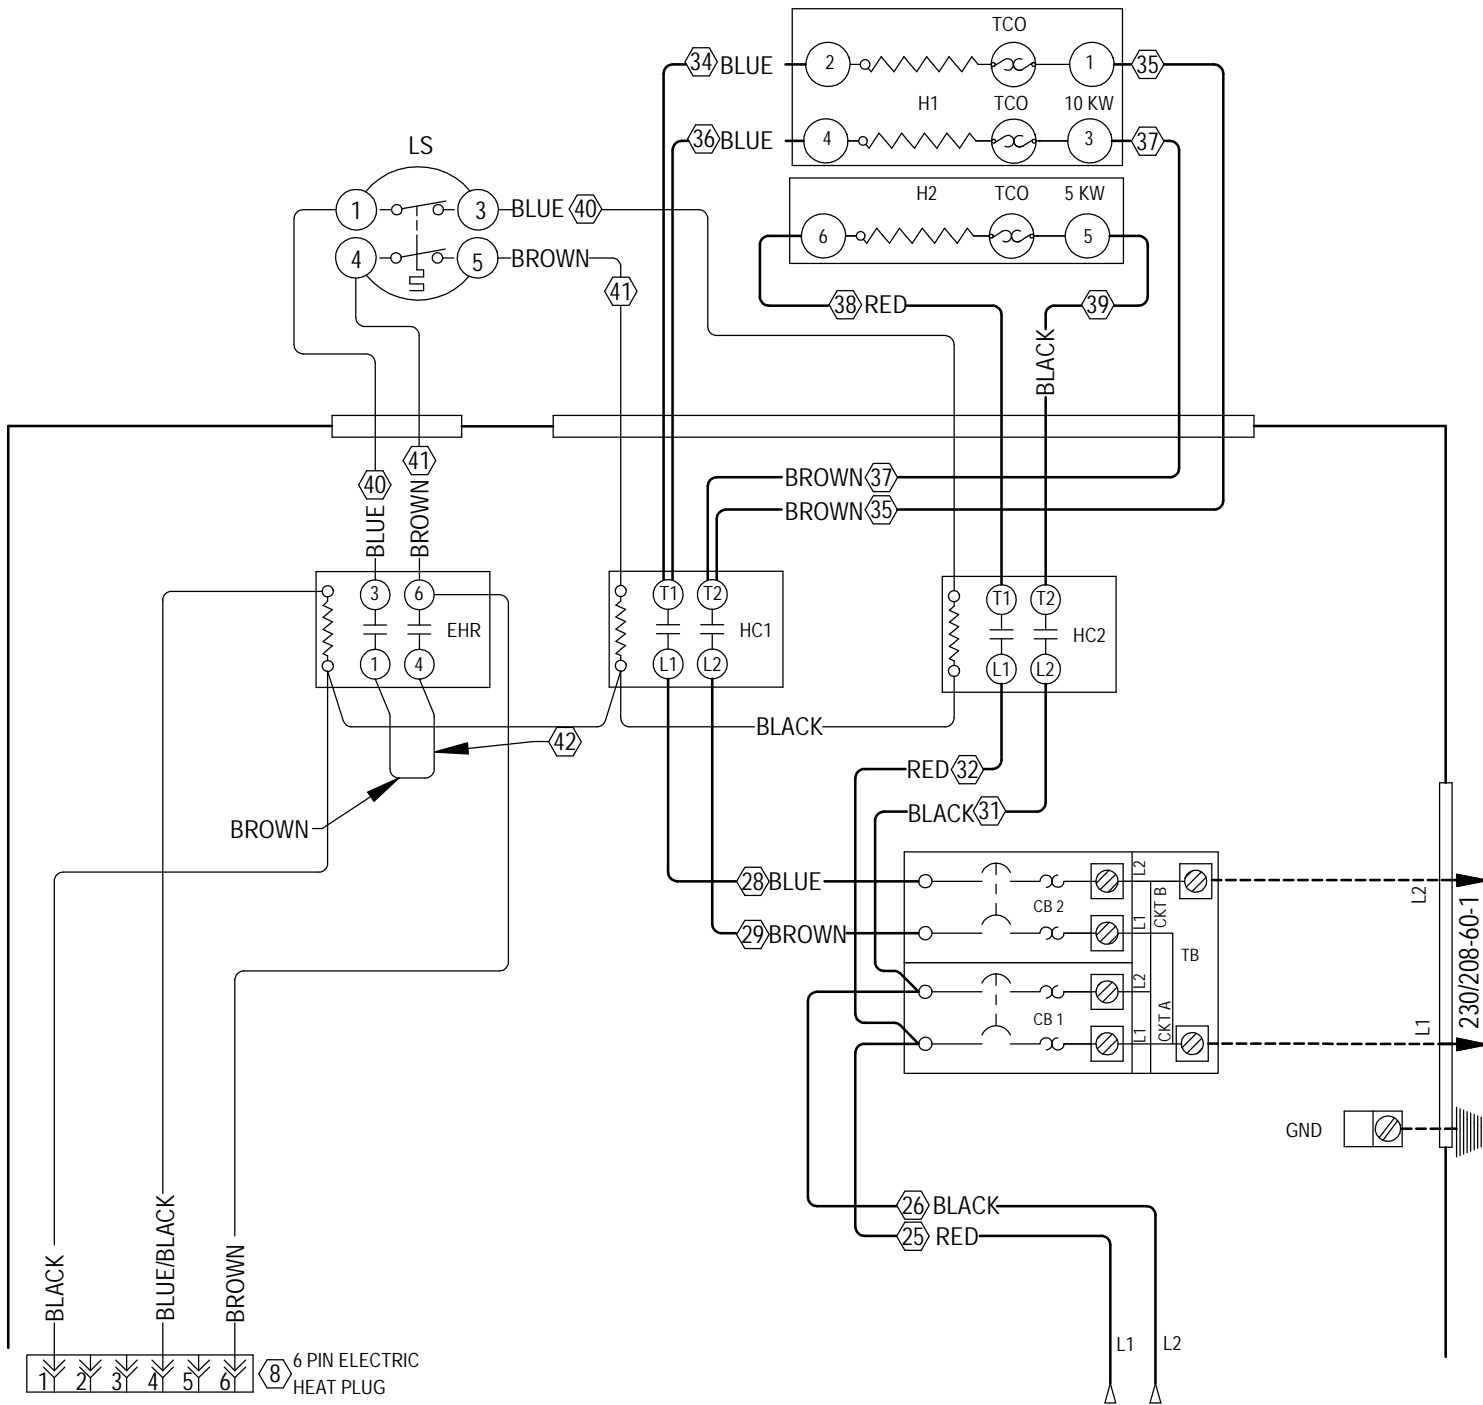 TCO
34 BLUE 2 1 35
H1 TCO 10 KW
36 BLUE 4 3 37
LS
H2 TCO 5 KW
1 3 BLUE 40
6 5
4 5 BROWN
41
38 RED 39
BLACK
41
40
BROWN 37
BLUE
BROWN
BROWN 35
3 6 T1 T2 T1 T2
EHR HC1 HC2
1 4 L1 L2 L1 L2
BLACK
42
RED 32
BLACK 31
BROWN
28 BLUE
CB 2
L2
CKT B
L2
29 BROWN
L1
TB
230/208-60-1
L2
CB 1
CKT A
L1
L1
GND
26 BLACK
25 RED
BLACK
BLUE/BLACK
BROWN
L1 L2
1 2 3 4 5 6
8
6 PIN ELECTRIC
HEAT PLUG